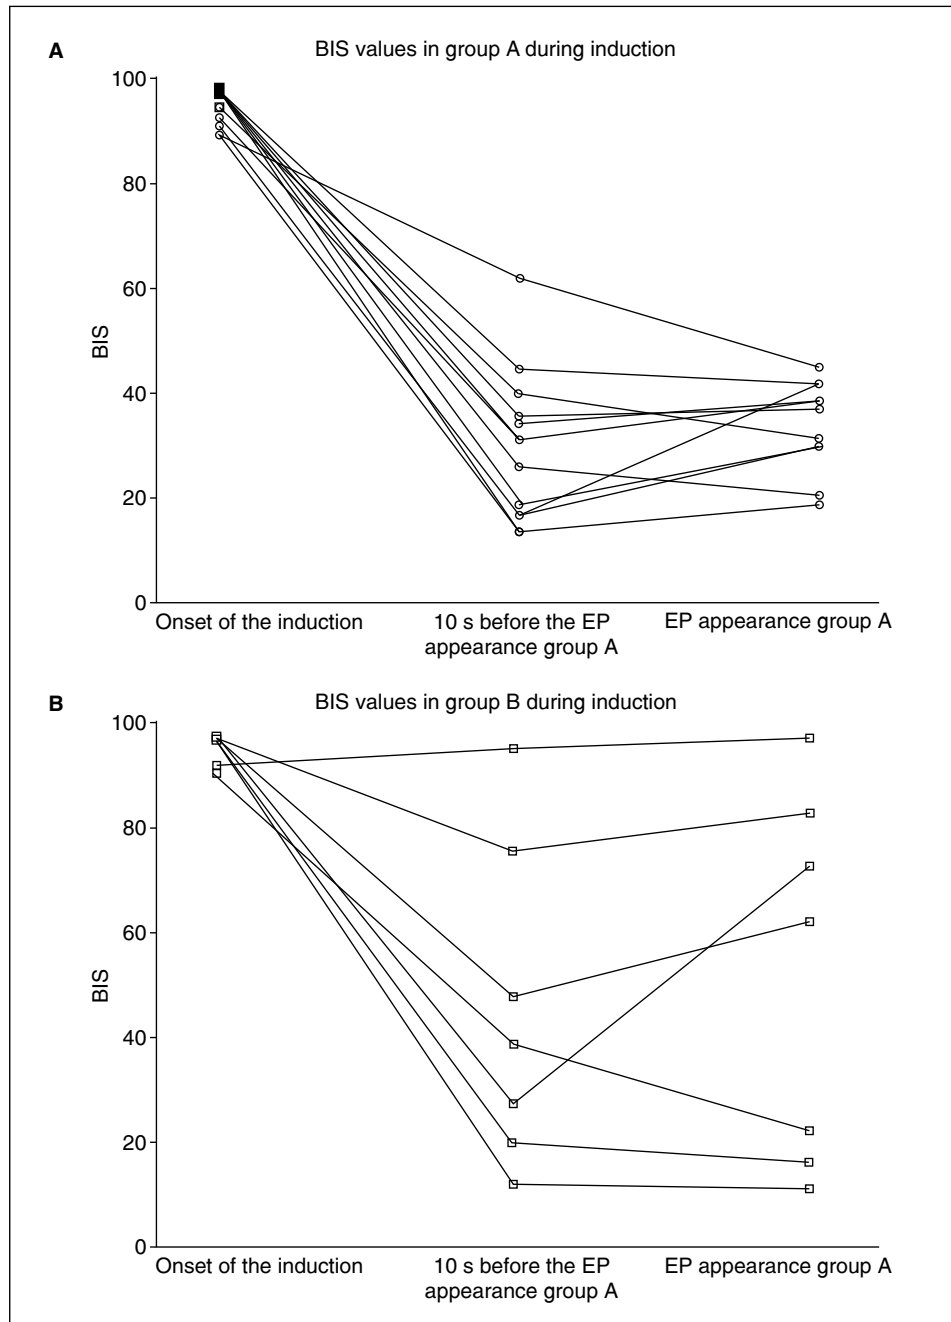 A
BIS values in group A during induction
100
80
60
40
20
0
BIS
Onset of the induction
10 s before the EP
appearance group A
EP appearance group A
B
BIS values in group B during induction
100
80
60
40
20
0
BIS
Onset of the induction
10 s before the EP
appearance group A
EP appearance group A